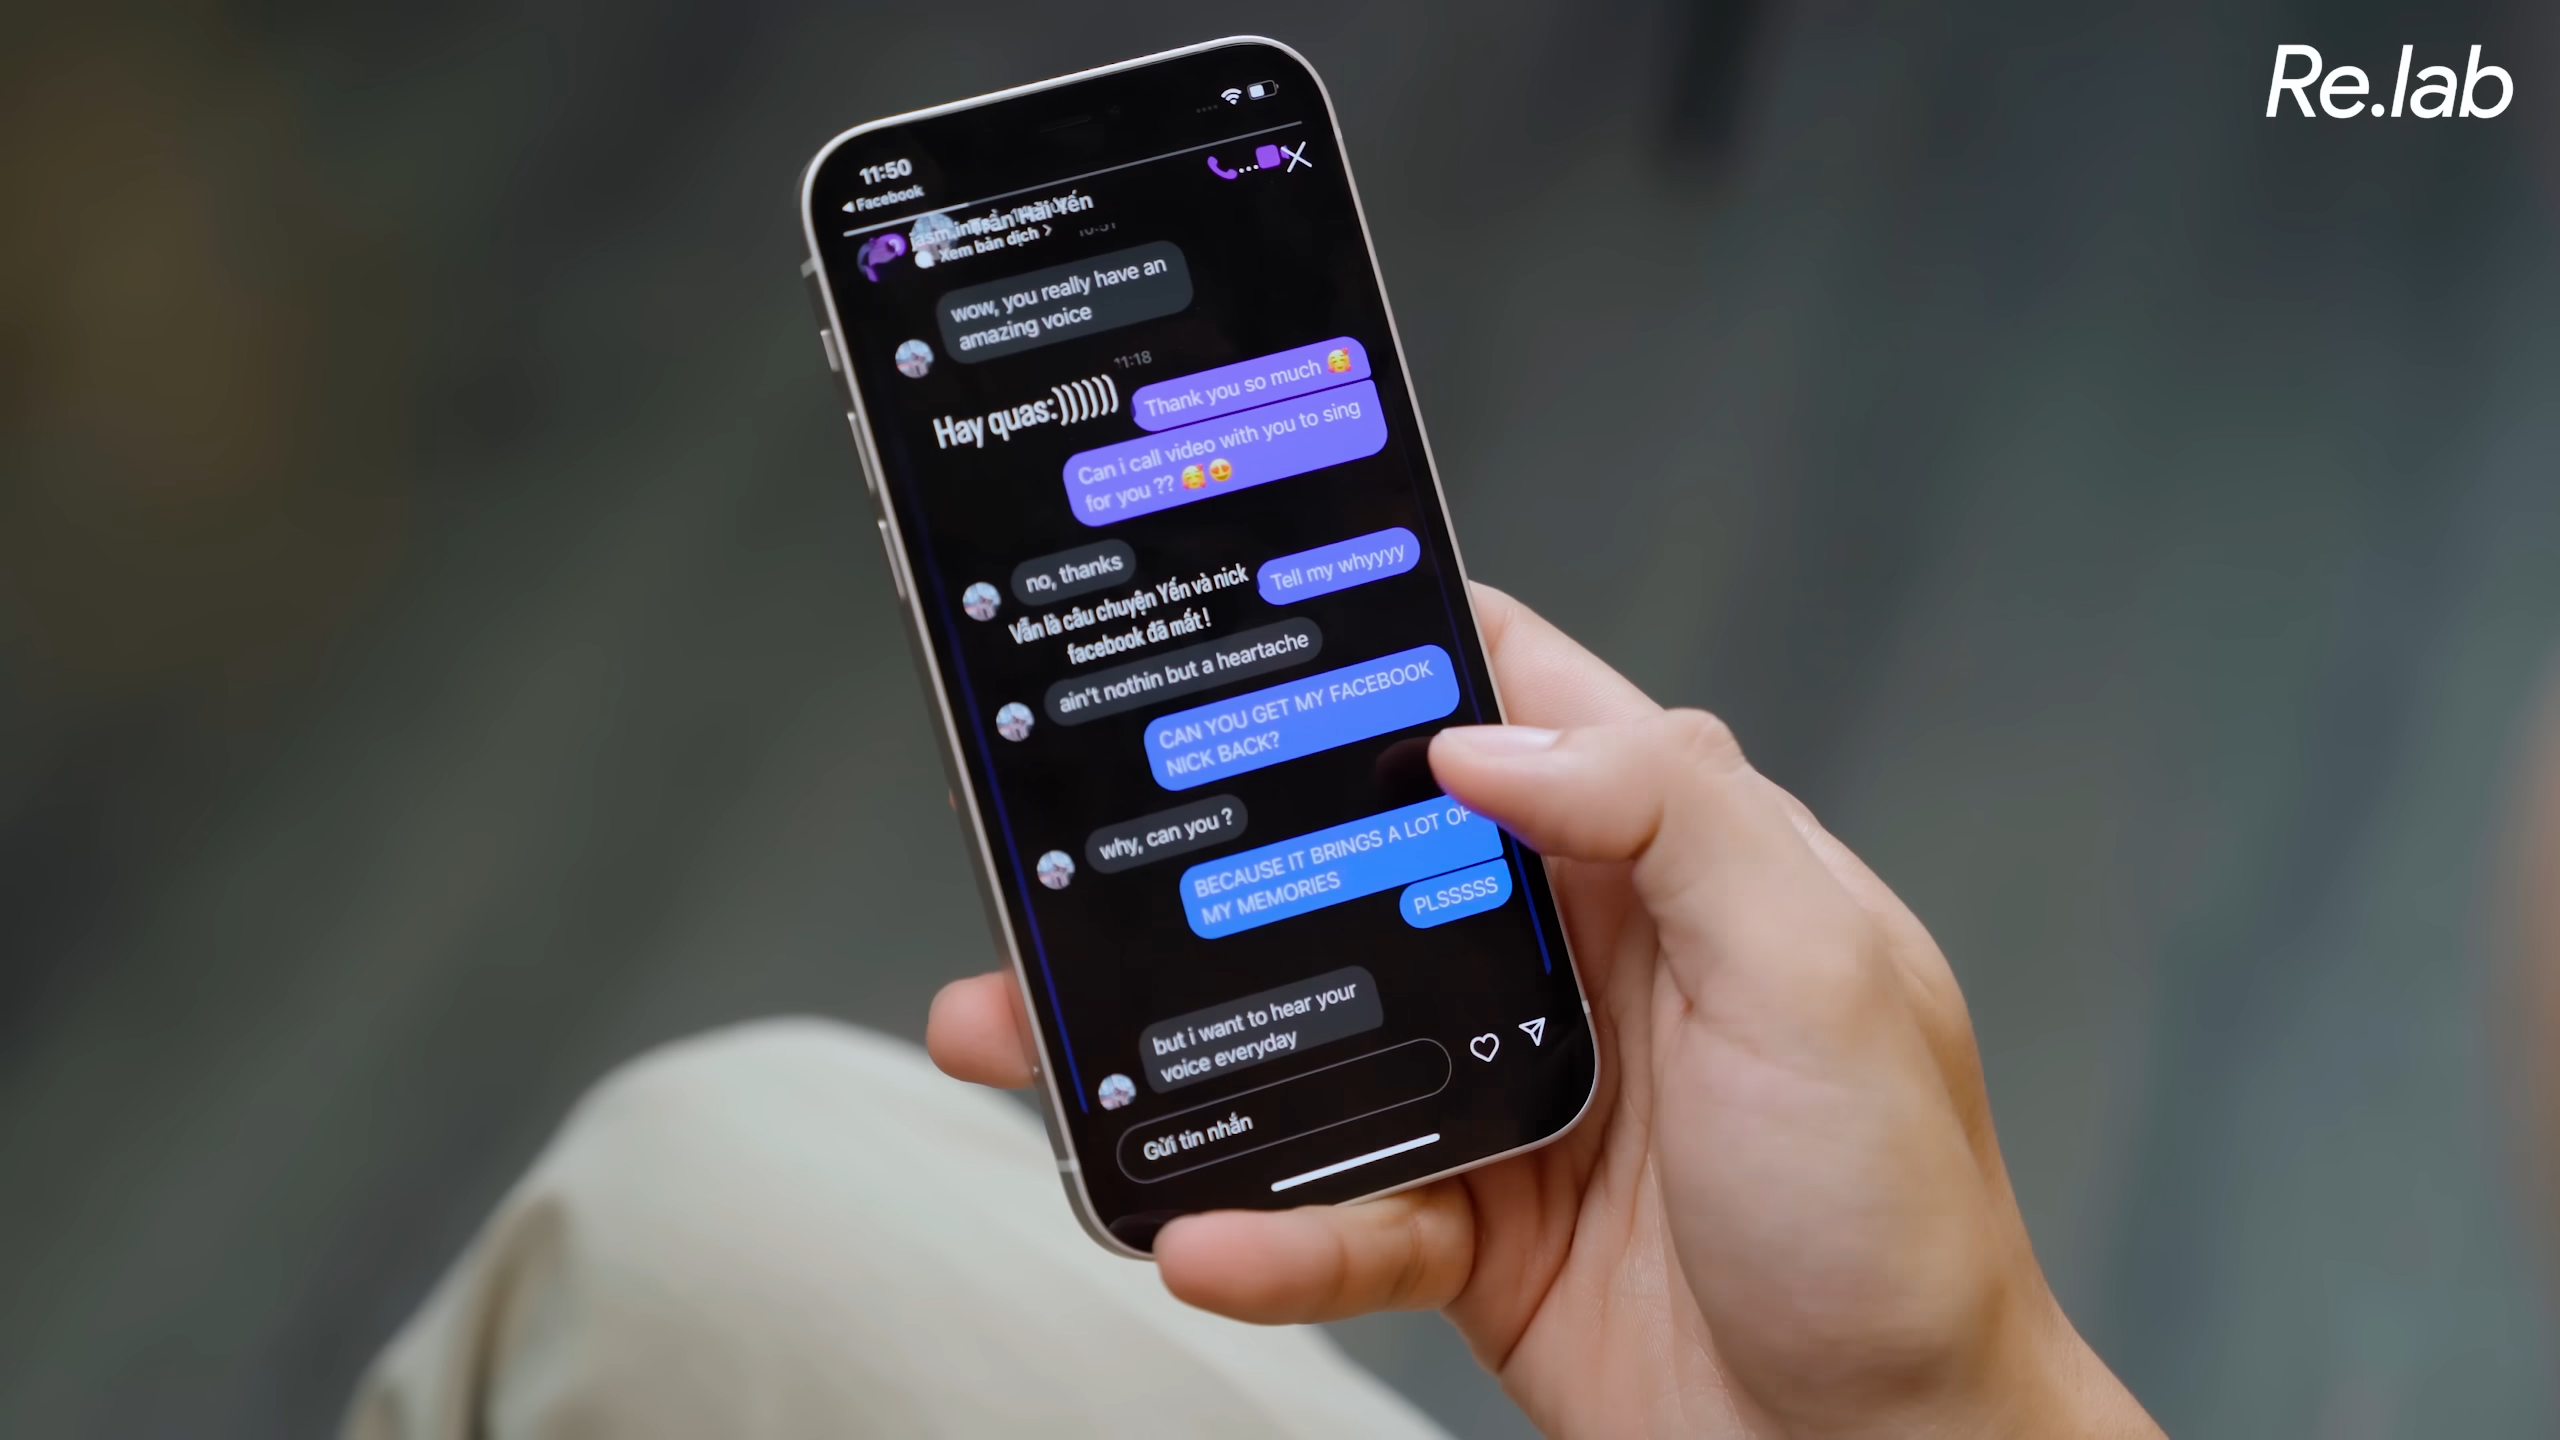 Re.lab
11:50
◀ Facebook
Trần Hải Yến
Xem bản dịch >
wow, you really have an
amazing voice
11:18
Hay quas:))))))
Thank you so much 🥰
Can i call video with you to sing
for you ?? 🥰😍
no, thanks
Tell my whyyyy
Vẫn là câu chuyện Yến và nick
facebook đã mất !
ain't nothin but a heartache
CAN YOU GET MY FACEBOOK
NICK BACK?
why, can you ?
BECAUSE IT BRINGS A LOT OF
MY MEMORIES
PLSSSSS
but i want to hear your
voice everyday
Gửi tin nhắn